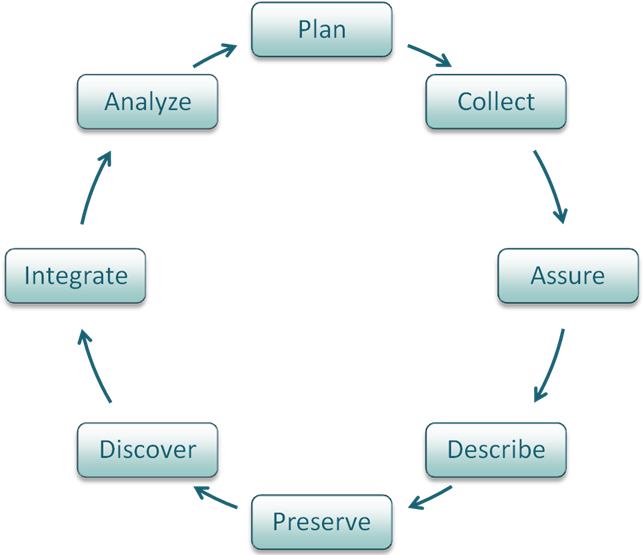 Plan
Collect
Assure
Describe
Preserve
Discover
Integrate
Analyze